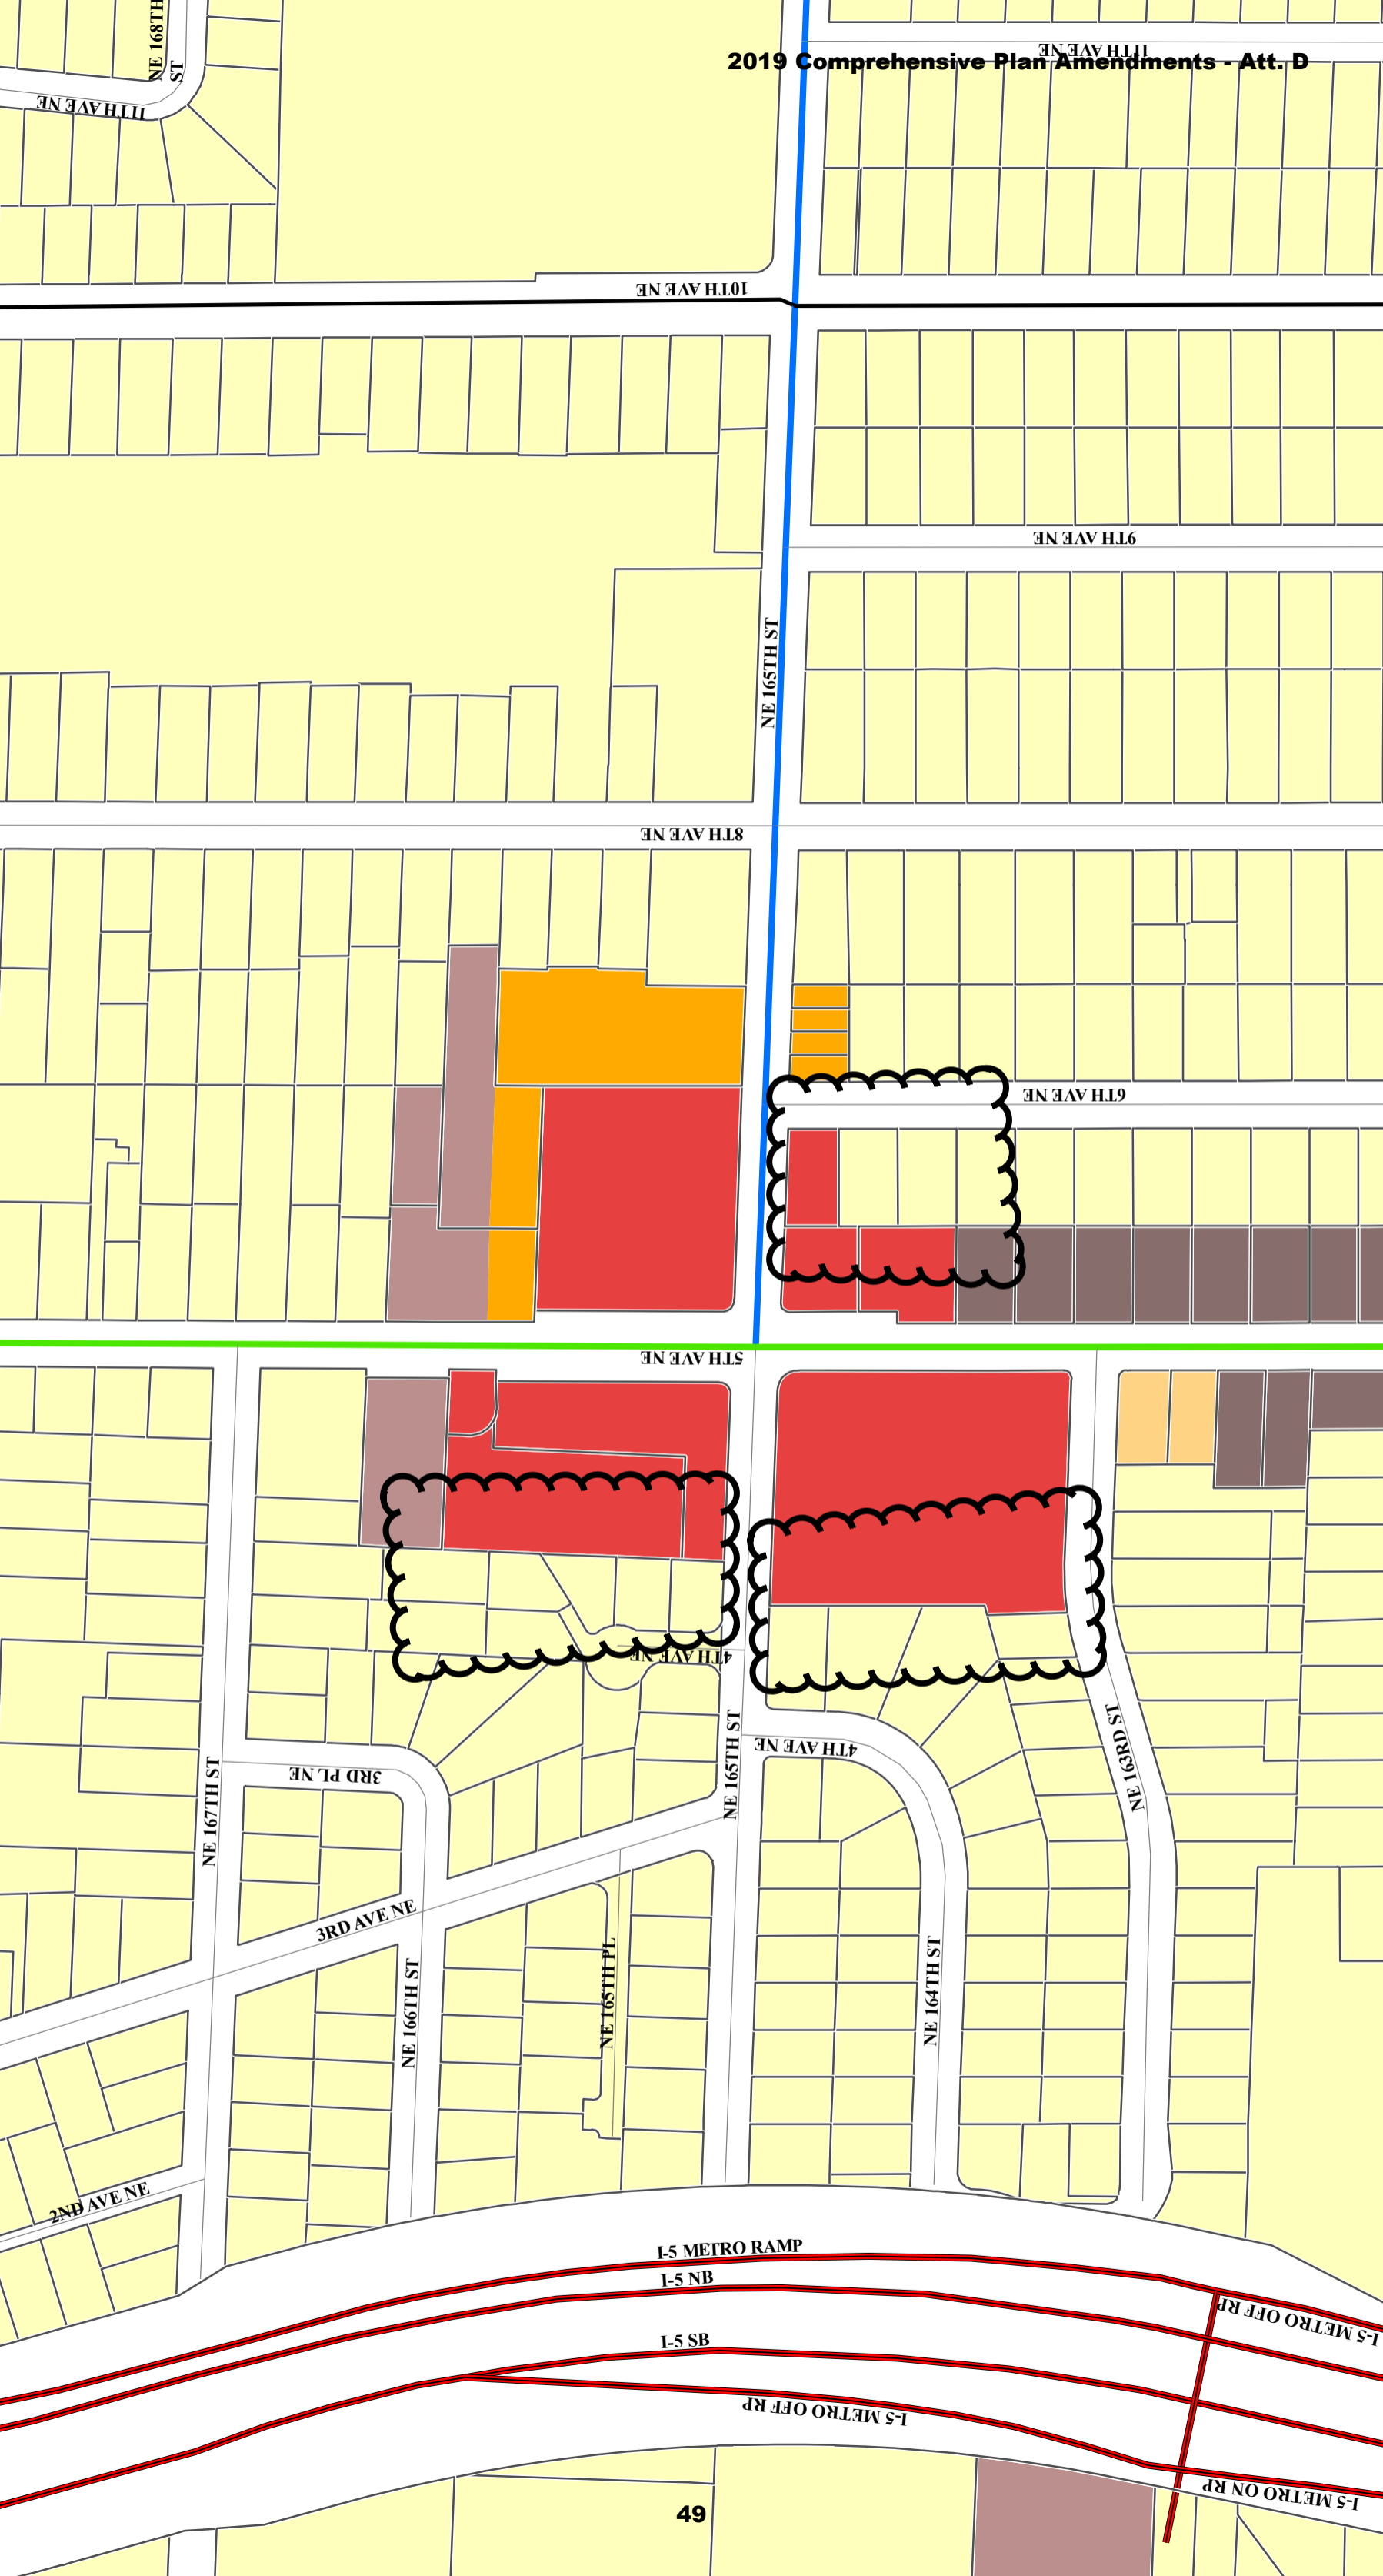 NE 168TH
ST
11TH AVE NE
11TH AVE NE
2019 Comprehensive Plan Amendments - Att. D
10TH AVE NE
9TH AVE NE
NE 165TH ST
8TH AVE NE
6TH AVE NE
5TH AVE NE
4TH AVE NE
NE 165TH ST
4TH AVE NE
NE 163RD ST
3RD PL NE
NE 167TH ST
3RD AVE NE
NE 166TH ST
NE 165TH PL
NE 164TH ST
2ND AVE NE
I-5 METRO RAMP
I-5 NB
I-5 METRO OFF RP
I-5 SB
I-5 METRO OFF RP
I-5 METRO ON RP
49